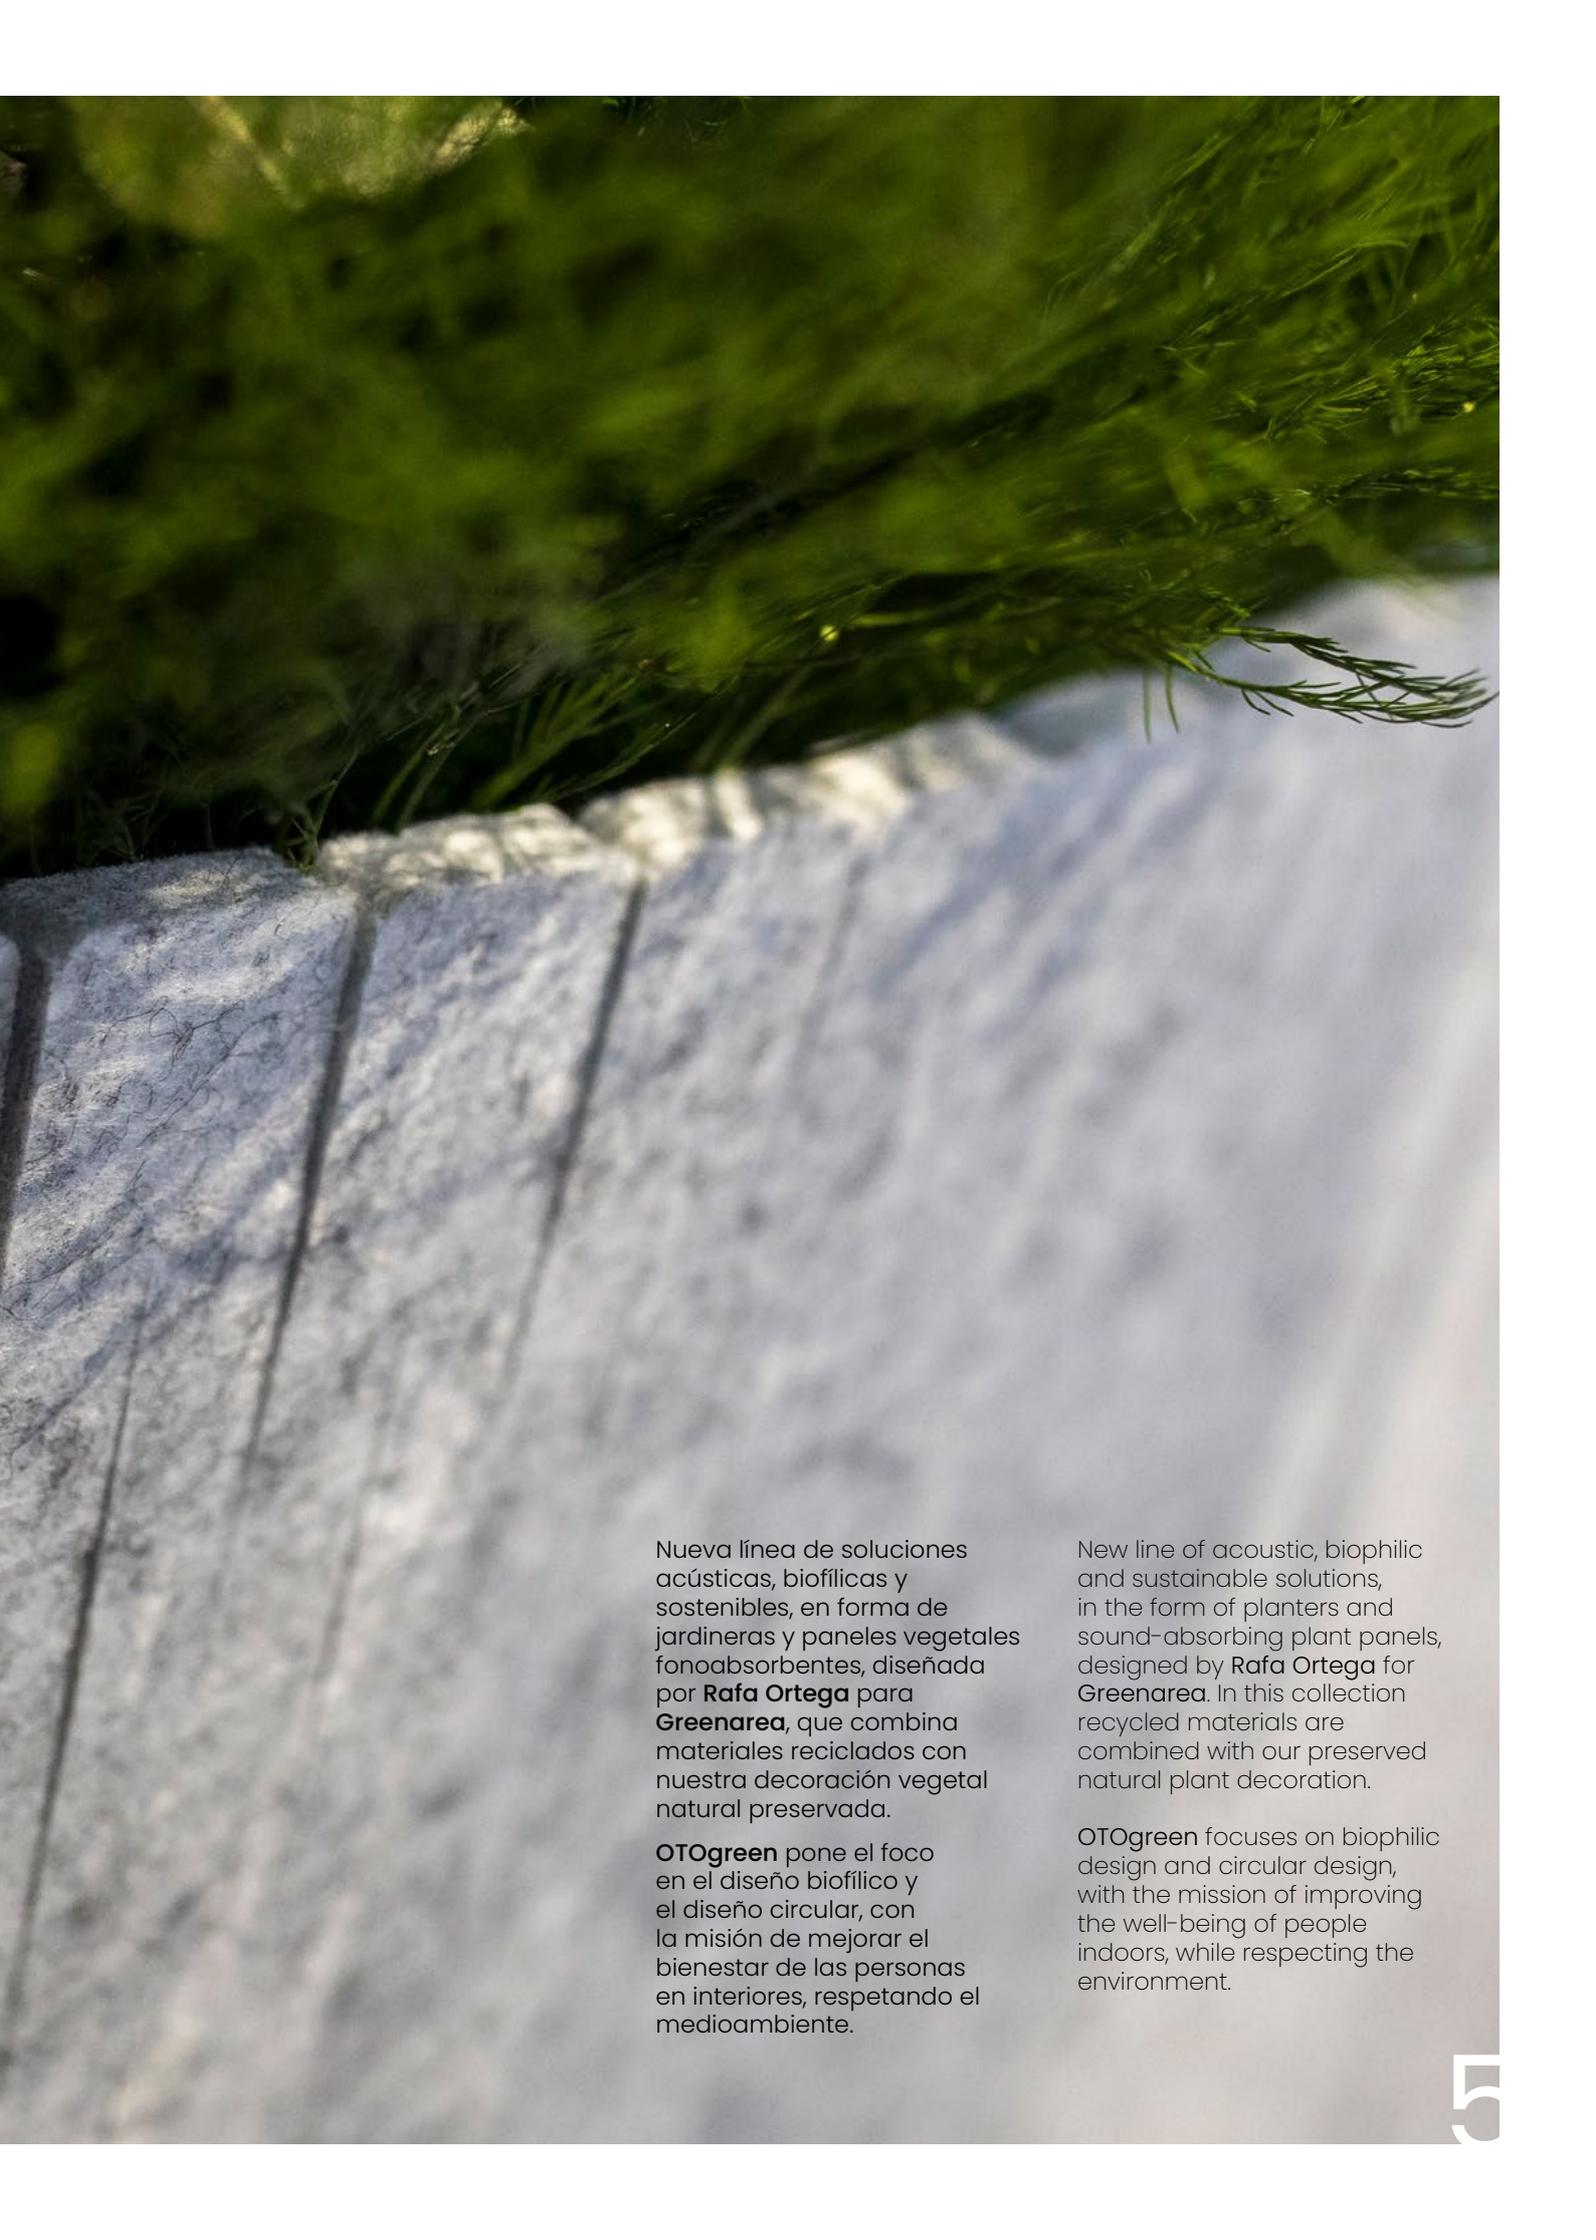 Nueva línea de soluciones
acústicas, biofílicas y
sostenibles, en forma de
jardineras y paneles vegetales
fonoabsorbentes, diseñada
por Rafa Ortega para
Greenarea, que combina
materiales reciclados con
nuestra decoración vegetal
natural preservada.
OTOgreen pone el foco
en el diseño biofílico y
el diseño circular, con
la misión de mejorar el
bienestar de las personas
en interiores, respetando el
medioambiente.
New line of acoustic, biophilic
and sustainable solutions,
in the form of planters and
sound-absorbing plant panels,
designed by Rafa Ortega for
Greenarea. In this collection
recycled materials are
combined with our preserved
natural plant decoration.
OTOgreen focuses on biophilic
design and circular design,
with the mission of improving
the well-being of people
indoors, while respecting the
environment.
5